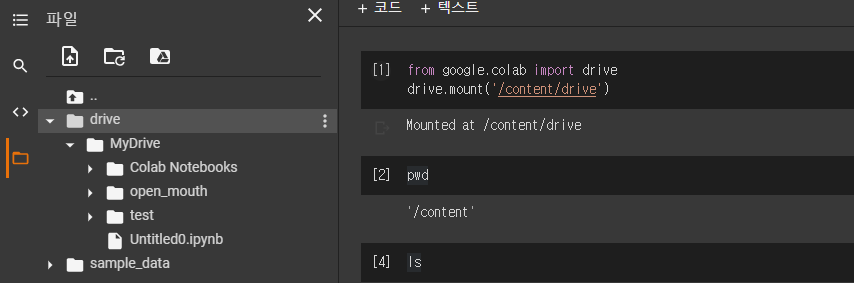 파일
..
drive
MyDrive
Colab Notebooks
open_mouth
test
Untitled0.ipynb
sample_data
+ 코드 + 텍스트
[1] from google.colab import drive
drive.mount('/content/drive')
Mounted at /content/drive
[2] pwd
'/content'
[4] ls